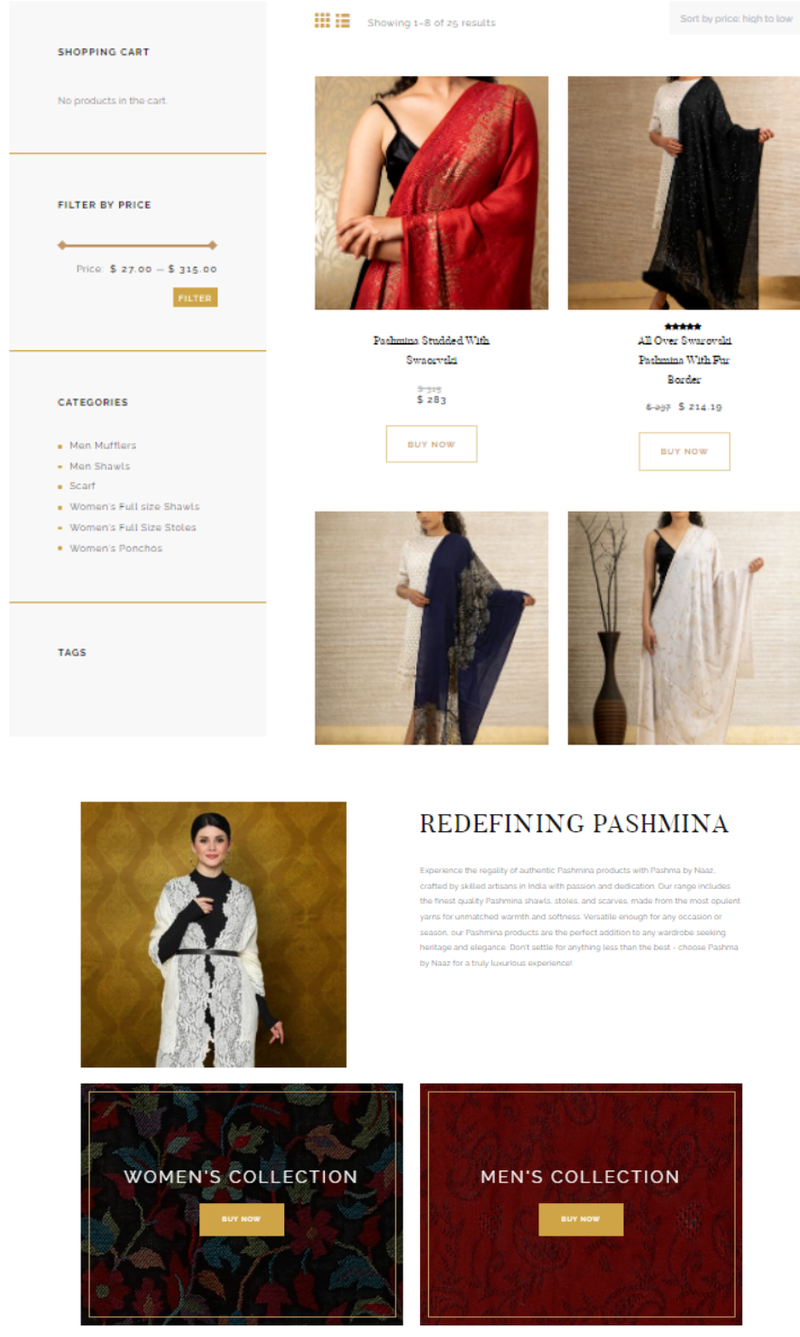 SHOPPING CART
No products in the cart.
FILTER BY PRICE
Price: $ 27.00 — $ 315.00
FILTER
CATEGORIES
Men Mufflers
Men Shawls
Scarf
Women's Full size Shawls
Women's Full Size Stoles
Women's Ponchos
TAGS
Showing 1–8 of 25 results
Sort by price: high to low
Pashmina Studded With
Swaorvski
$ 315
$ 283
BUY NOW
All Over Swarovski
Pashmina With Fur
Border
$ 237 $ 214.19
BUY NOW
REDEFINING PASHMINA
Experience the regality of authentic Pashmina products with Pashma by Naaz,
crafted by skilled artisans in India with passion and dedication. Our range includes
the finest quality Pashmina shawls, stoles, and scarves, made from the most opulent
yarns for unmatched warmth and softness. Versatile enough for any occasion or
season, our Pashmina products are the perfect addition to any wardrobe seeking
heritage and elegance. Don't settle for anything less than the best - choose Pashma
by Naaz for a truly luxurious experience!
WOMEN'S COLLECTION
BUY NOW
MEN'S COLLECTION
BUY NOW